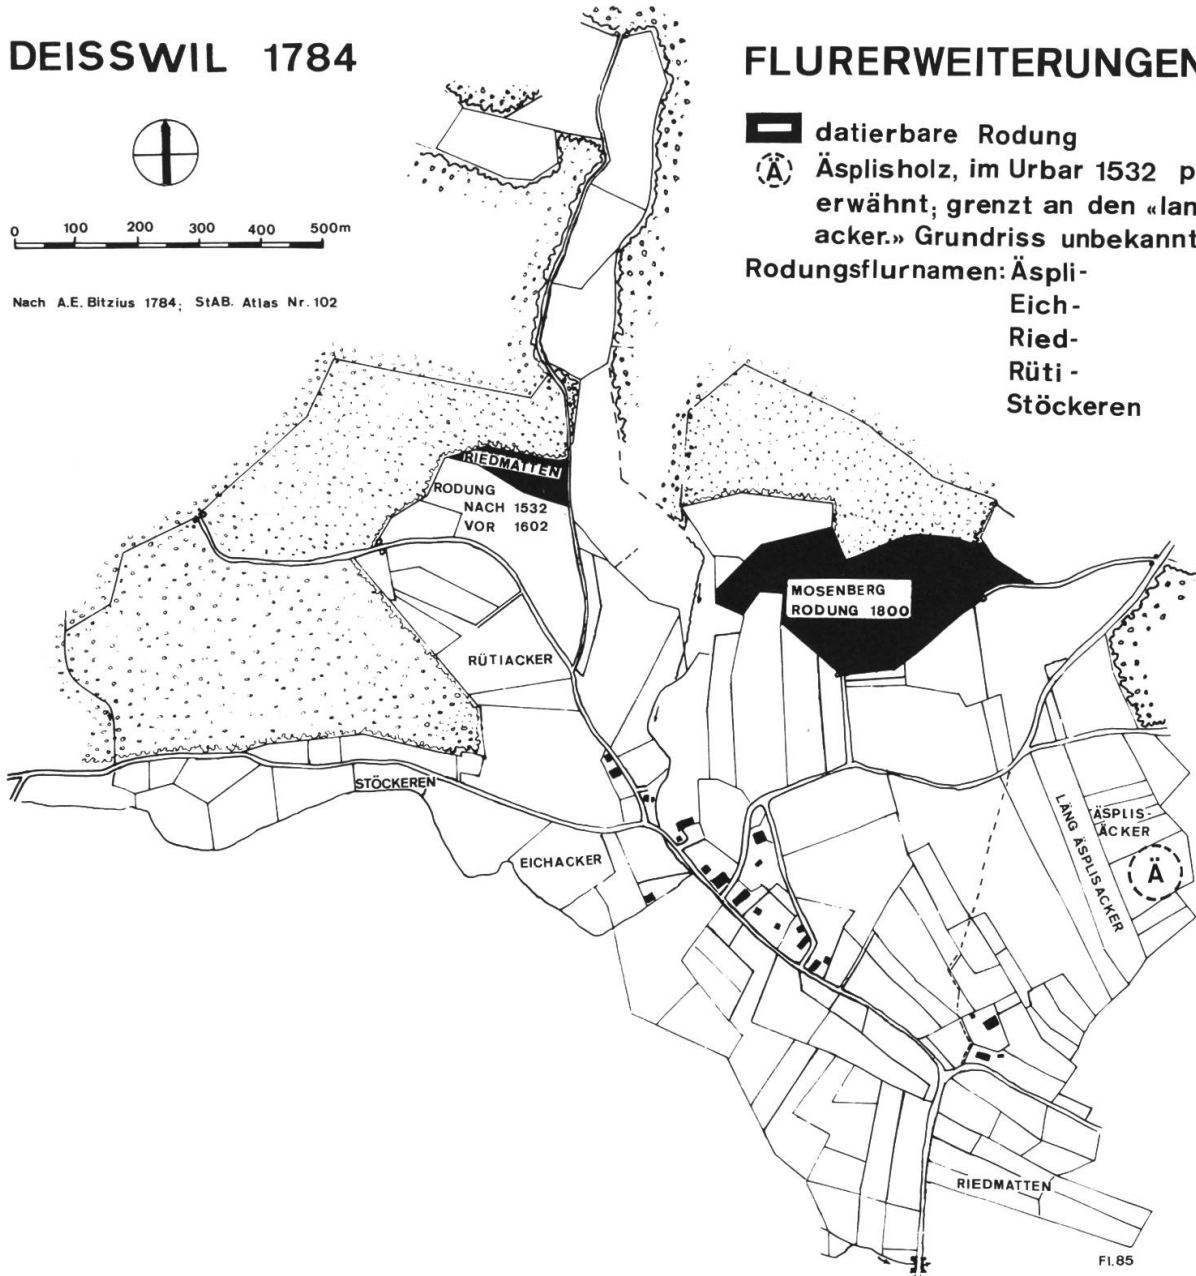 DEISSWIL 1784
FLURERWEITERUNGEN
datierbare Rodung
Ä Äsplisholz, im Urbar 1532 p
erwähnt; grenzt an den «lan
acker.» Grundriss unbekannt
Rodungsflurnamen: Äspli-
Eich-
Ried-
Rüti-
Stöckeren
0 100 200 300 400 500m
Nach A.E. Bitzius 1784; StAB. Atlas Nr. 102
RIEDMATTEN
RODUNG
NACH 1532
VOR 1602
MOSENBERG
RODUNG 1800
RÜTIACKER
STÖCKEREN
EICHACKER
ÄSPLIS-
ÄCKER
LÄNG ÄSPLISACKER
Ä
RIEDMATTEN
Fl.85